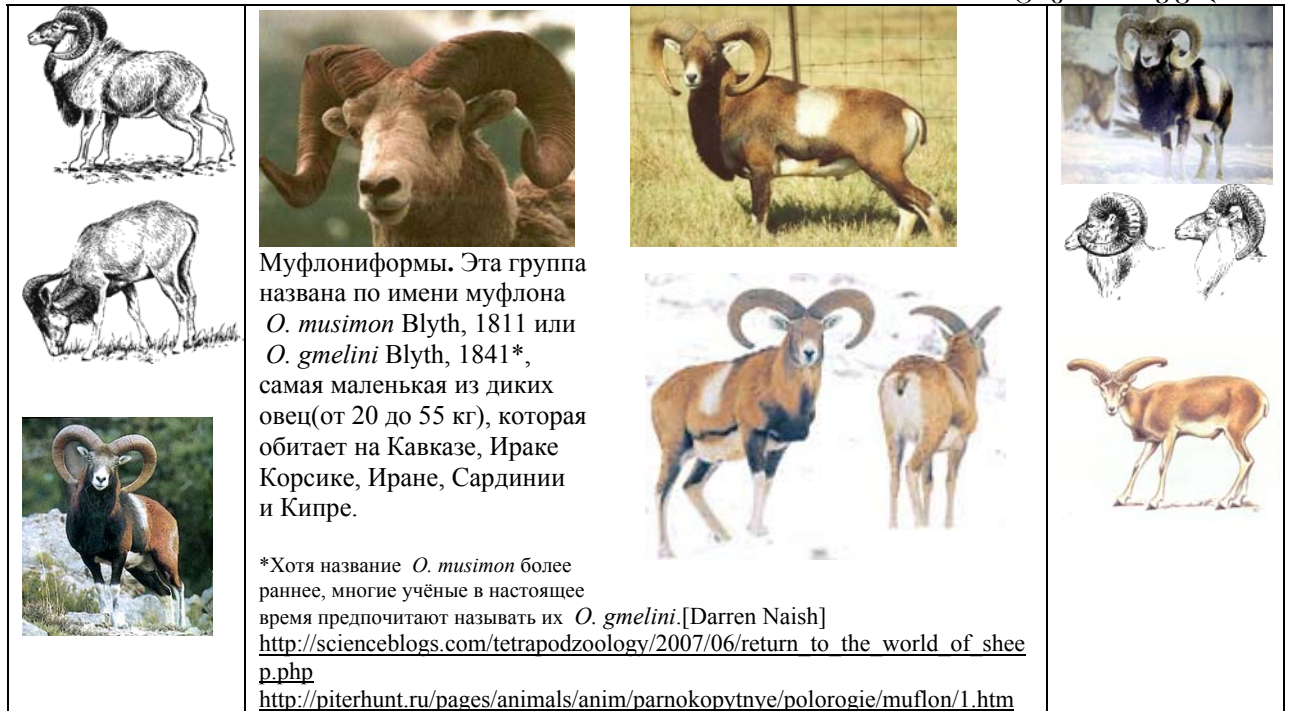 Муфлониформы. Эта группа
названа по имени муфлона
O. musimon Blyth, 1811 или
O. gmelini Blyth, 1841*,
самая маленькая из диких
овец(от 20 до 55 кг), которая
обитает на Кавказе, Ираке
Корсике, Иране, Сардинии
и Кипре.
*Хотя название O. musimon более
раннее, многие учёные в настоящее
время предпочитают называть их O. gmelini.[Darren Naish]
http://scienceblogs.com/tetrapodzoology/2007/06/return_to_the_world_of_shee
p.php
http://piterhunt.ru/pages/animals/anim/parnokopytnye/polorogie/muflon/1.htm